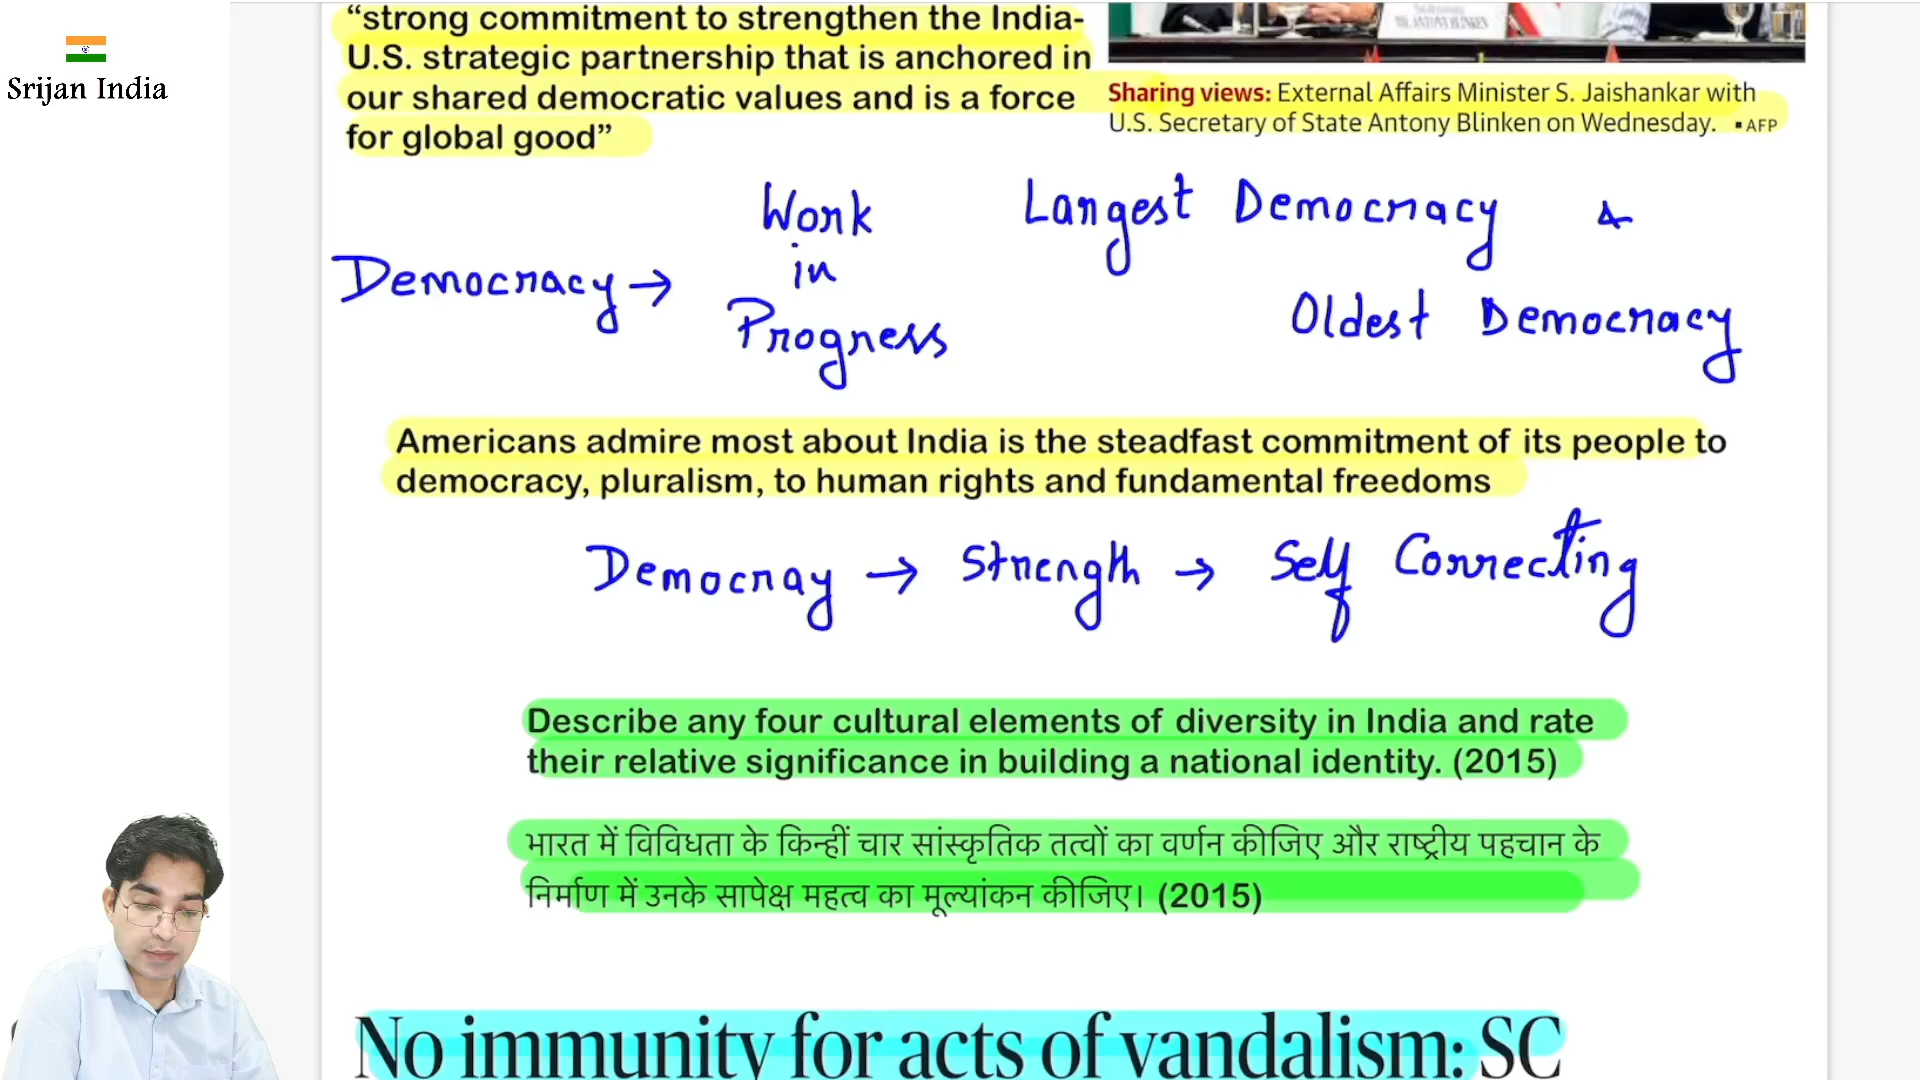 Srijan India
“strong commitment to strengthen the India-
U.S. strategic partnership that is anchored in
our shared democratic values and is a force
for global good”
Sharing views: External Affairs Minister S. Jaishankar with
U.S. Secretary of State Antony Blinken on Wednesday. ▪ AFP
Democracy → Work
in
Progress
Largest Democracy &
Oldest Democracy
Americans admire most about India is the steadfast commitment of its people to
democracy, pluralism, to human rights and fundamental freedoms
Democray → Strength → Self Correcting
Describe any four cultural elements of diversity in India and rate
their relative significance in building a national identity. (2015)
भारत में विविधता के किन्हीं चार सांस्कृतिक तत्वों का वर्णन कीजिए और राष्ट्रीय पहचान के
निर्माण में उनके सापेक्ष महत्व का मूल्यांकन कीजिए। (2015)
No immunity for acts of vandalism: SC